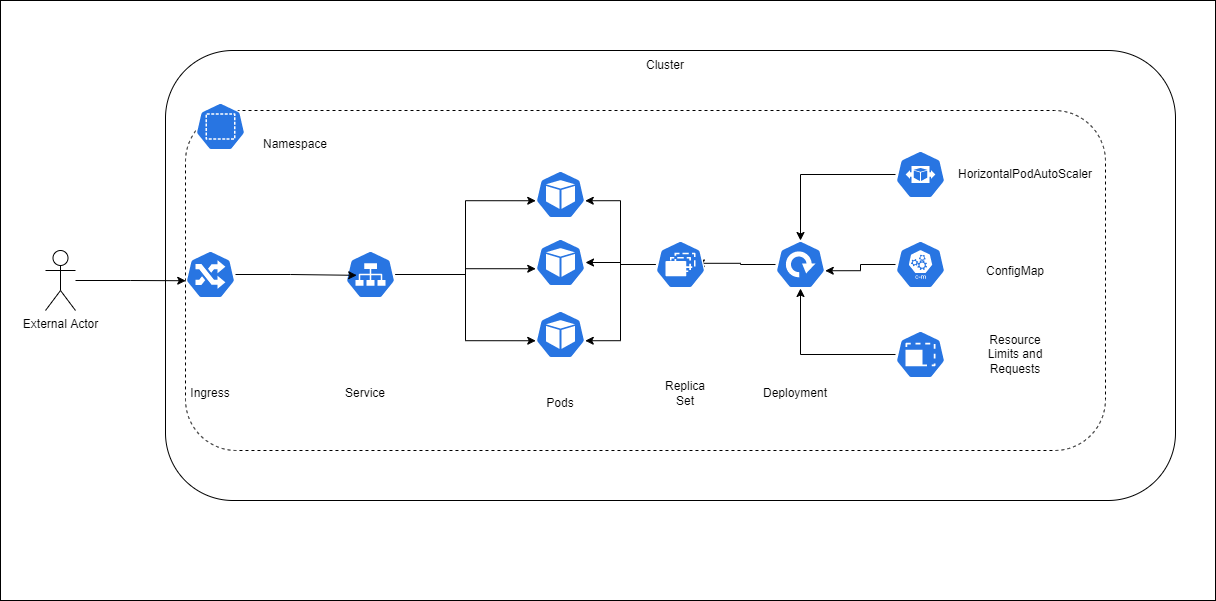 Cluster
Namespace
HorizontalPodAutoScaler
c-m
ConfigMap
External Actor
Resource
Limits and
Requests
Ingress
Service
Pods
Replica
Set
Deployment